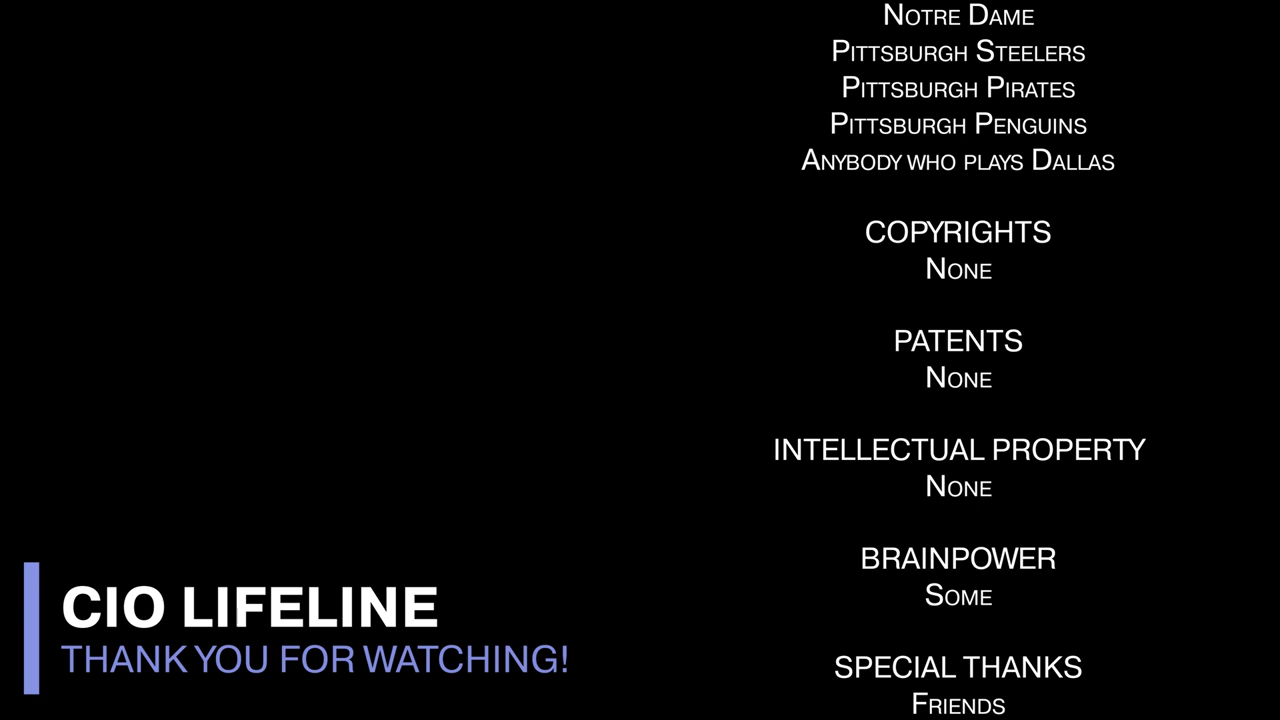 Notre Dame
Pittsburgh Steelers
Pittsburgh Pirates
Pittsburgh Penguins
Anybody who plays Dallas
COPYRIGHTS
None
PATENTS
None
INTELLECTUAL PROPERTY
None
BRAINPOWER
Some
SPECIAL THANKS
Friends
CIO LIFELINE
THANK YOU FOR WATCHING!